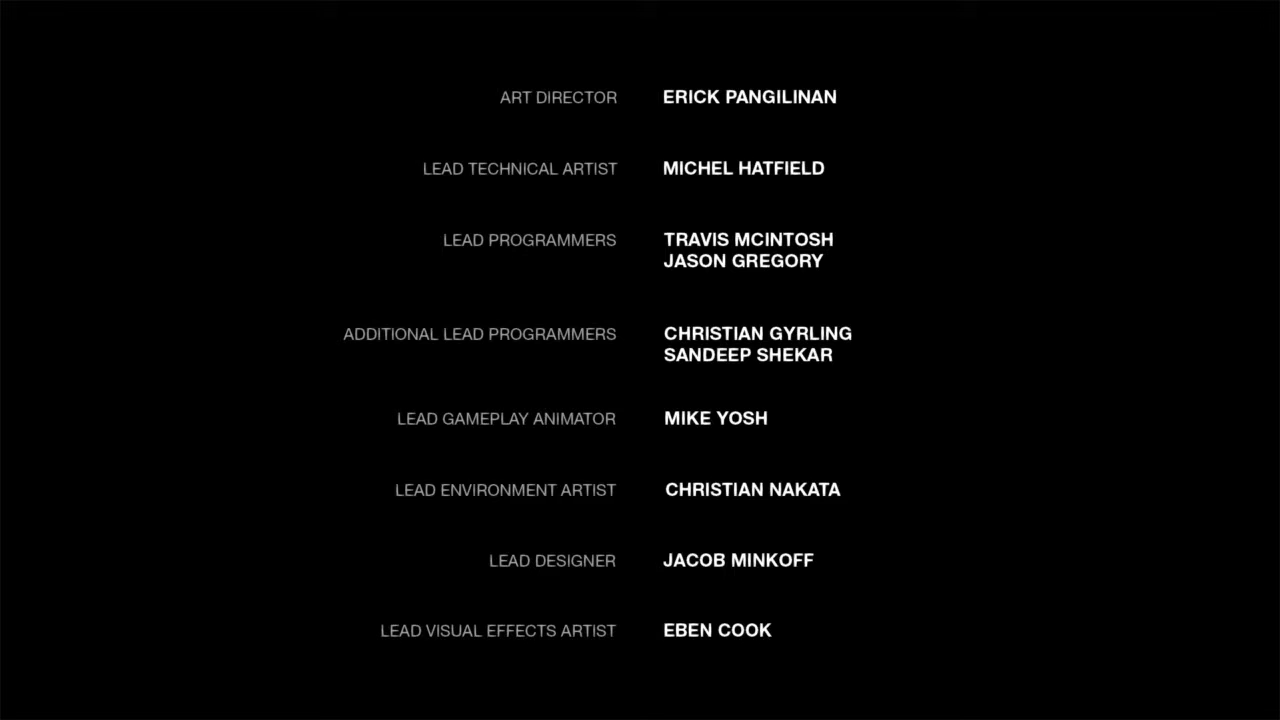 ART DIRECTOR ERICK PANGILINAN
LEAD TECHNICAL ARTIST MICHEL HATFIELD
LEAD PROGRAMMERS TRAVIS MCINTOSH
JASON GREGORY
ADDITIONAL LEAD PROGRAMMERS CHRISTIAN GYRLING
SANDEEP SHEKAR
LEAD GAMEPLAY ANIMATOR MIKE YOSH
LEAD ENVIRONMENT ARTIST CHRISTIAN NAKATA
LEAD DESIGNER JACOB MINKOFF
LEAD VISUAL EFFECTS ARTIST EBEN COOK